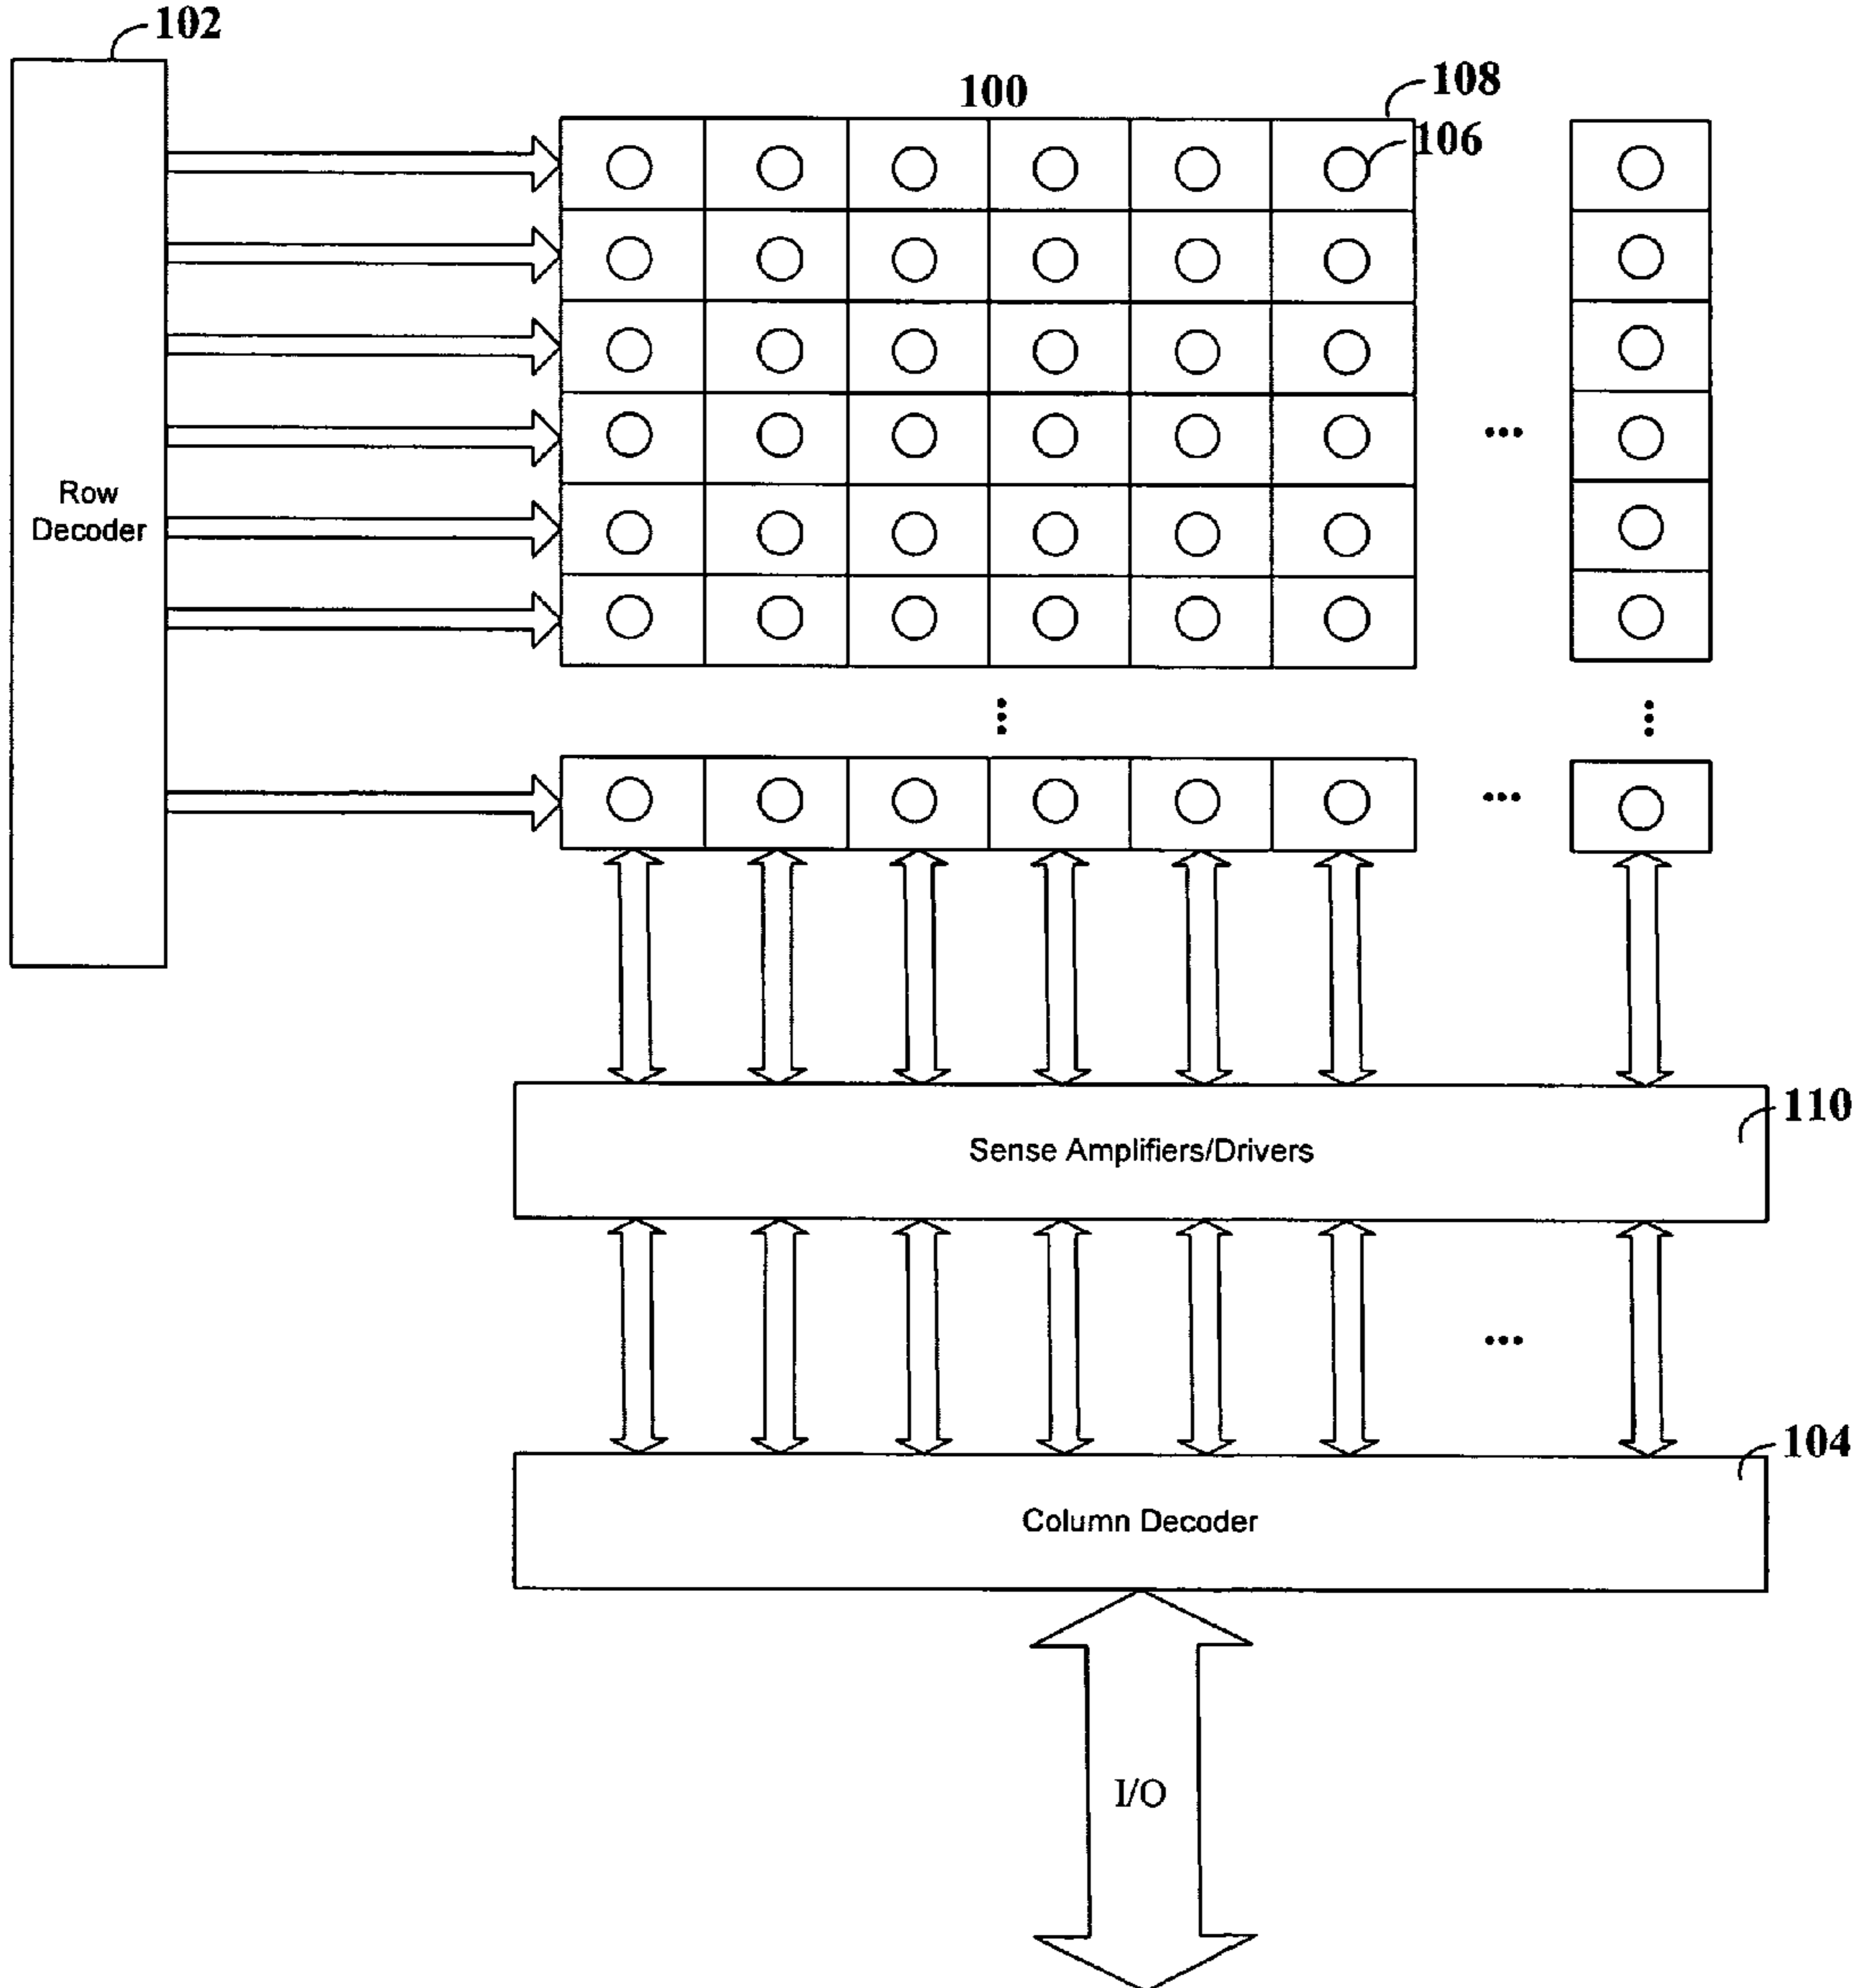 102
100
108
106
Row
Decoder
Sense Amplifiers/Drivers
110
Column Decoder
104
I/O